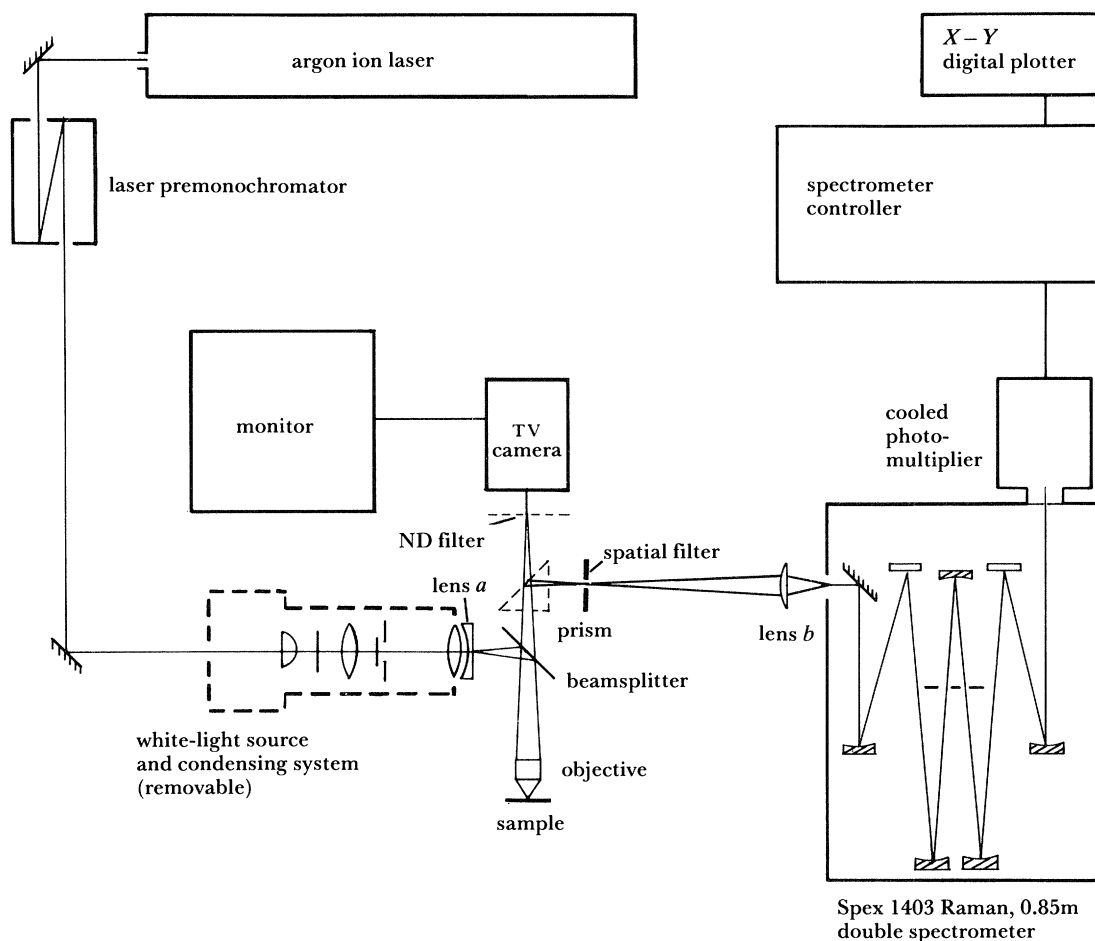 argon ion laser
X – Y
digital plotter
laser premonochromator
spectrometer
controller
monitor
TV
camera
cooled
photo-
multiplier
ND filter
spatial filter
lens a
prism
lens b
beamsplitter
white-light source
and condensing system
(removable)
objective
sample
Spex 1403 Raman, 0.85m
double spectrometer